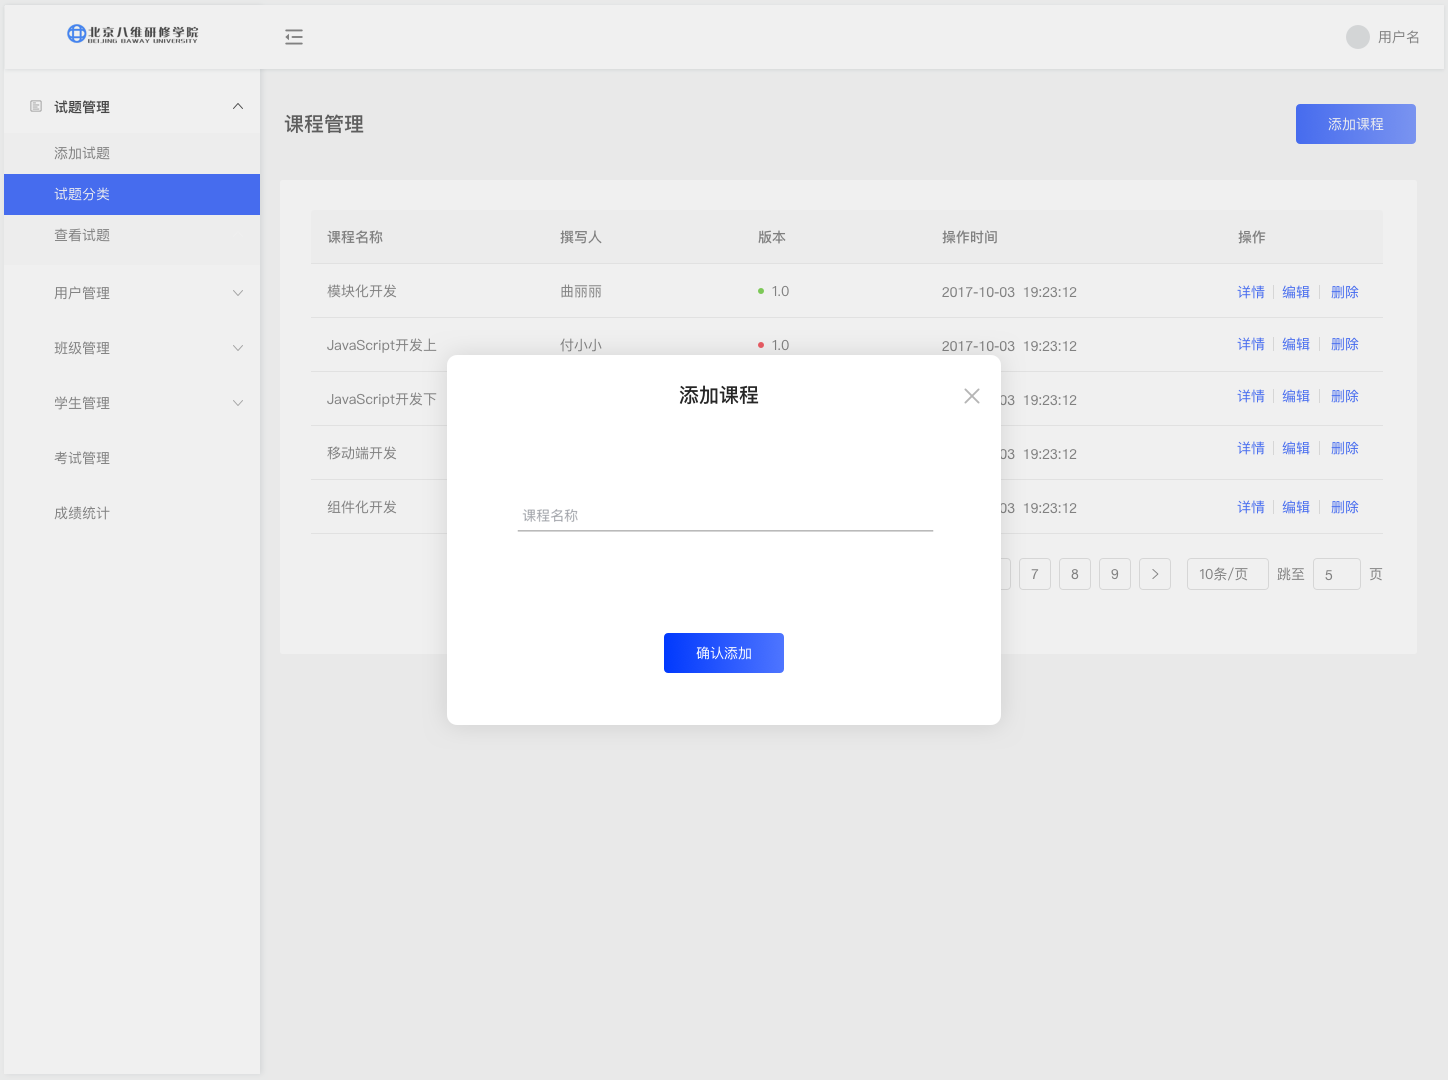 北京八维研修学院
BEIJING BAWAY UNIVERSITY
用户名
试题管理
添加试题
试题分类
查看试题
用户管理
班级管理
学生管理
考试管理
成绩统计
课程管理
添加课程
课程名称 撰写人 版本 操作时间 操作
模块化开发 曲丽丽 1.0 2017-10-03 19:23:12 详情 编辑 删除
JavaScript开发上 付小小 1.0 2017-10-03 19:23:12 详情 编辑 删除
JavaScript开发下 03 19:23:12 详情 编辑 删除
移动端开发 03 19:23:12 详情 编辑 删除
组件化开发 03 19:23:12 详情 编辑 删除
7 8 9 > 10条/页 跳至 5 页
添加课程
课程名称
确认添加